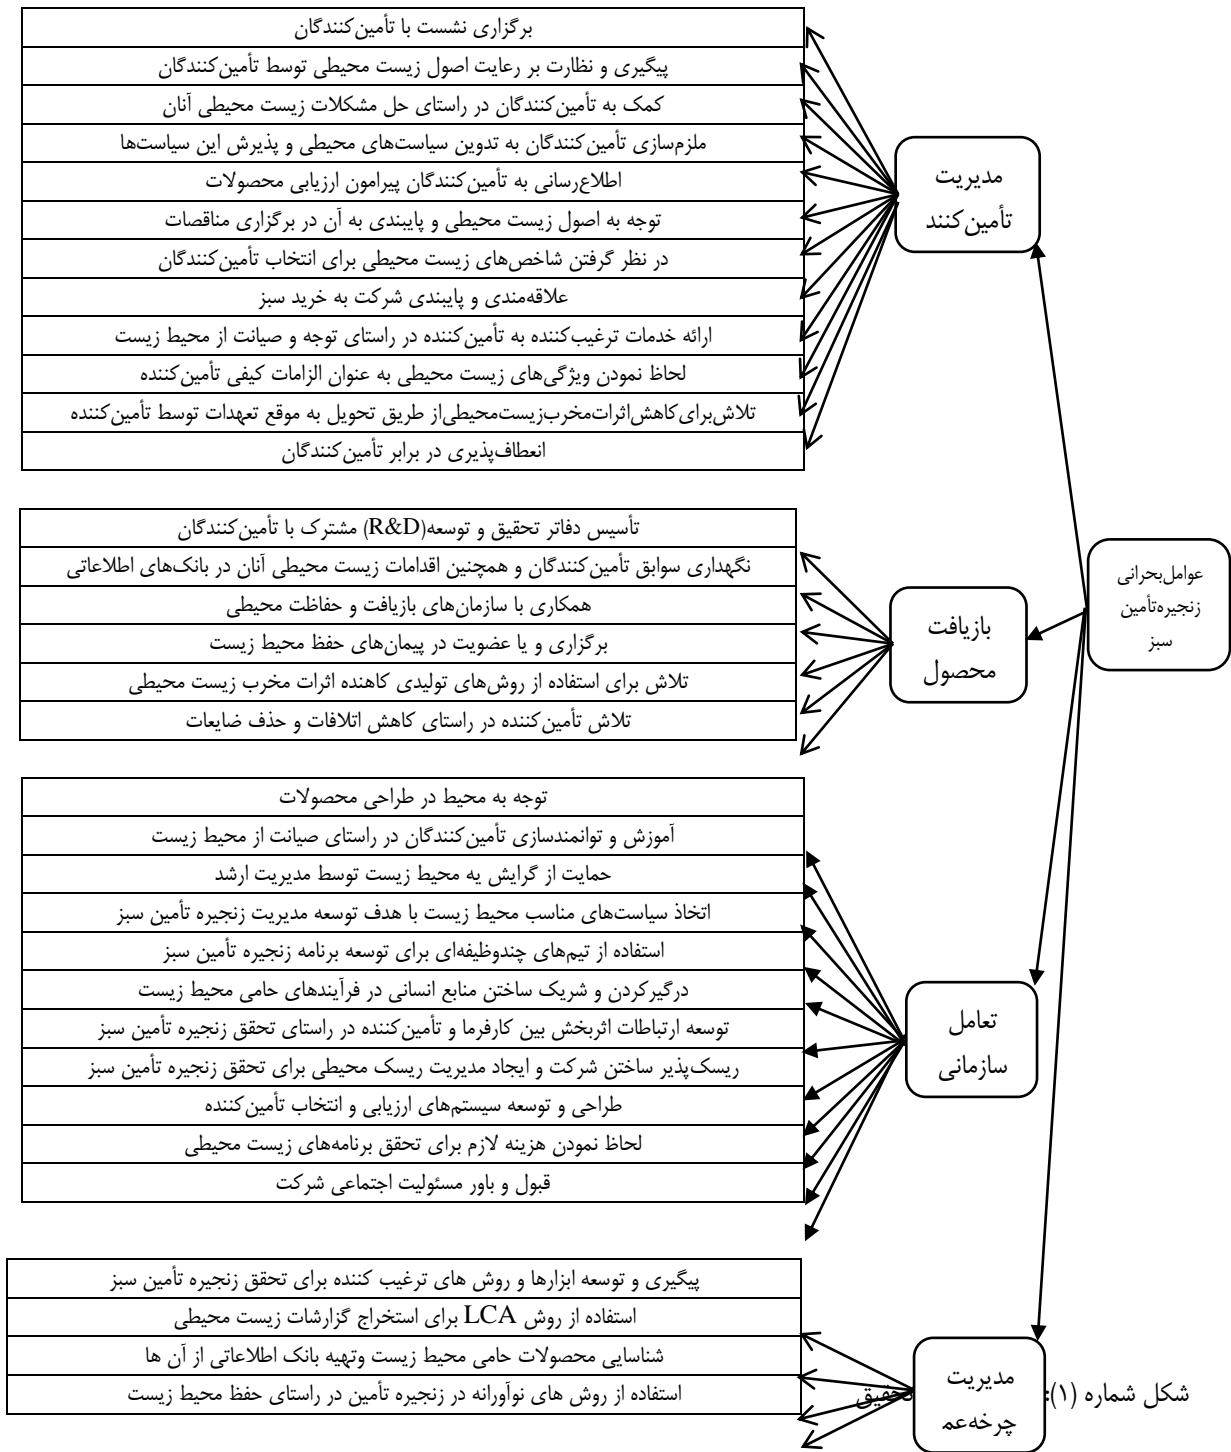 عوامل‌بحرانی
زنجیره‌تأمین
سبز
مدیریت
تأمین‌کنند
برگزاری نشست با تأمین‌کنندگان
پیگیری و نظارت بر رعایت اصول زیست محیطی توسط تأمین‌کنندگان
کمک به تأمین‌کنندگان در راستای حل مشکلات زیست محیطی آنان
ملزم‌سازی تأمین‌کنندگان به تدوین سیاست‌های محیطی و پذیرش این سیاست‌ها
اطلاع‌رسانی به تأمین‌کنندگان پیرامون ارزیابی محصولات
توجه به اصول زیست محیطی و پایبندی به آن در برگزاری مناقصات
در نظر گرفتن شاخص‌های زیست محیطی برای انتخاب تأمین‌کنندگان
علاقه‌مندی و پایبندی شرکت به خرید سبز
ارائه خدمات ترغیب‌کننده به تأمین‌کننده در راستای توجه و صیانت از محیط زیست
لحاظ نمودن ویژگی‌های زیست محیطی به عنوان الزامات کیفی تأمین‌کننده
تلاش‌برای‌کاهش‌اثرات‌مخرب‌زیست‌محیطی‌از طریق تحویل به موقع تعهدات توسط تأمین‌کننده
انعطاف‌پذیری در برابر تأمین‌کنندگان
بازیافت
محصول
تأسیس دفاتر تحقیق و توسعه(R&D) مشترک با تأمین‌کنندگان
نگهداری سوابق تأمین‌کنندگان و همچنین اقدامات زیست محیطی آنان در بانک‌های اطلاعاتی
همکاری با سازمان‌های بازیافت و حفاظت محیطی
برگزاری و یا عضویت در پیمان‌های حفظ محیط زیست
تلاش برای استفاده از روش‌های تولیدی کاهنده اثرات مخرب زیست محیطی
تلاش تأمین‌کننده در راستای کاهش اتلافات و حذف ضایعات
تعامل
سازمانی
توجه به محیط در طراحی محصولات
آموزش و توانمندسازی تأمین‌کنندگان در راستای صیانت از محیط زیست
حمایت از گرایش یه محیط زیست توسط مدیریت ارشد
اتخاذ سیاست‌های مناسب محیط زیست با هدف توسعه مدیریت زنجیره تأمین سبز
استفاده از تیم‌های چندوظیفه‌ای برای توسعه برنامه زنجیره تأمین سبز
درگیرکردن و شریک ساختن منابع انسانی در فرآیندهای حامی محیط زیست
توسعه ارتباطات اثربخش بین کارفرما و تأمین‌کننده در راستای تحقق زنجیره تأمین سبز
ریسک‌پذیر ساختن شرکت و ایجاد مدیریت ریسک محیطی برای تحقق زنجیره تأمین سبز
طراحی و توسعه سیستم‌های ارزیابی و انتخاب تأمین‌کننده
لحاظ نمودن هزینه لازم برای تحقق برنامه‌های زیست محیطی
قبول و باور مسئولیت اجتماعی شرکت
مدیریت
چرخه‌عم
پیگیری و توسعه ابزارها و روش های ترغیب کننده برای تحقق زنجیره تأمین سبز
استفاده از روش LCA برای استخراج گزارشات زیست محیطی
شناسایی محصولات حامی محیط زیست وتهیه بانک اطلاعاتی از آن ها
استفاده از روش های نوآورانه در زنجیره تأمین در راستای حفظ محیط زیست
شکل شماره (۱): تحقیق